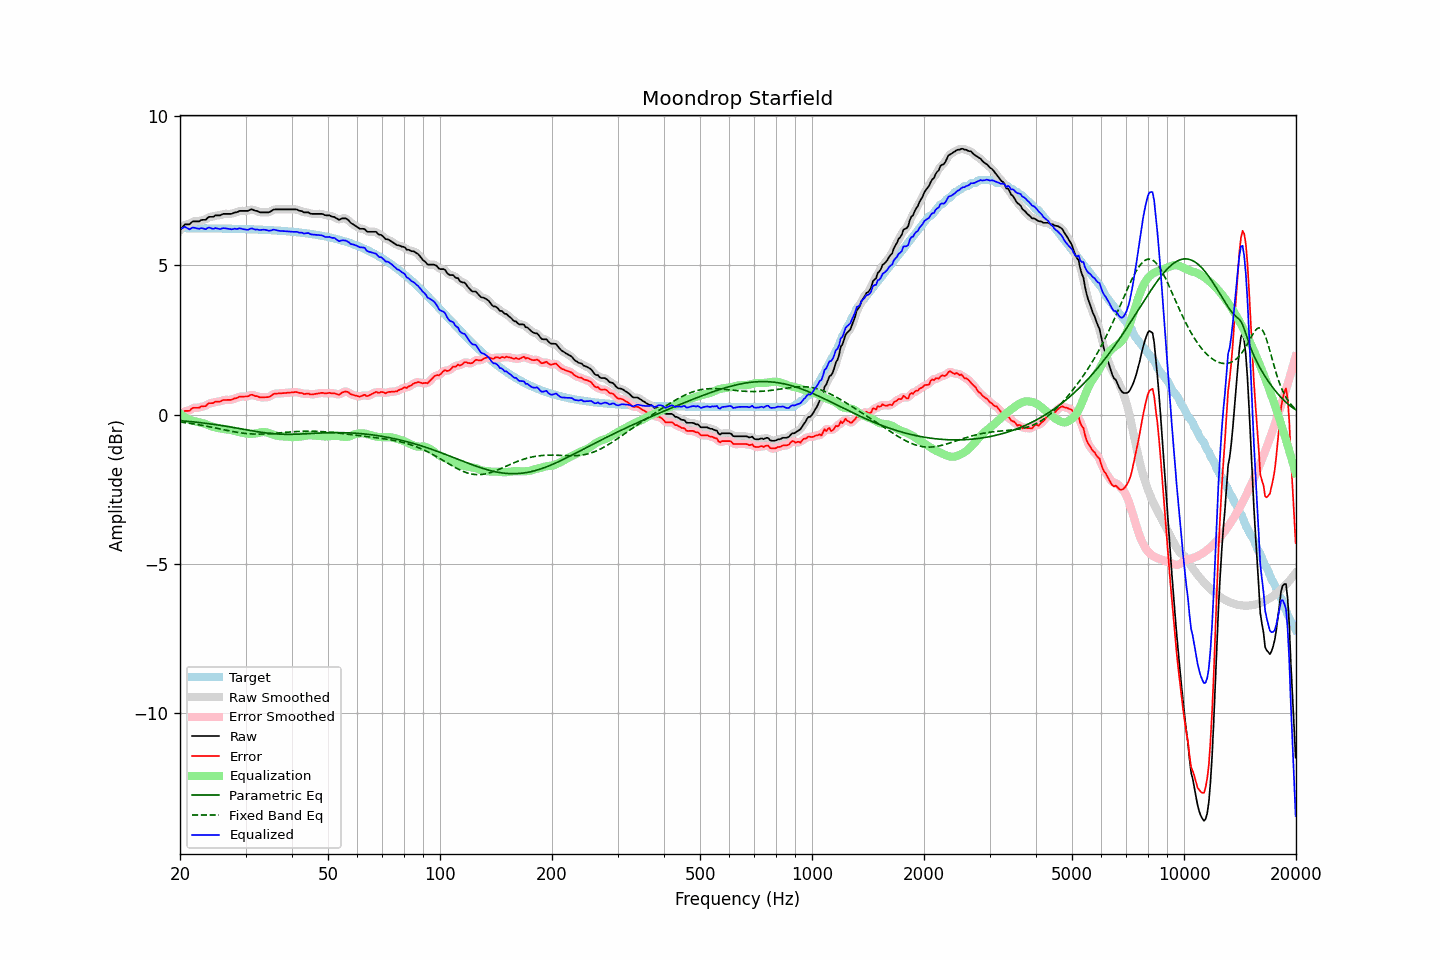 Moondrop Starfield
10
5
0
−5
−10
Amplitude (dBr)
Target
Raw Smoothed
Error Smoothed
Raw
Error
Equalization
Parametric Eq
Fixed Band Eq
Equalized
20 50 100 200 500 1000 2000 5000 10000 20000
Frequency (Hz)